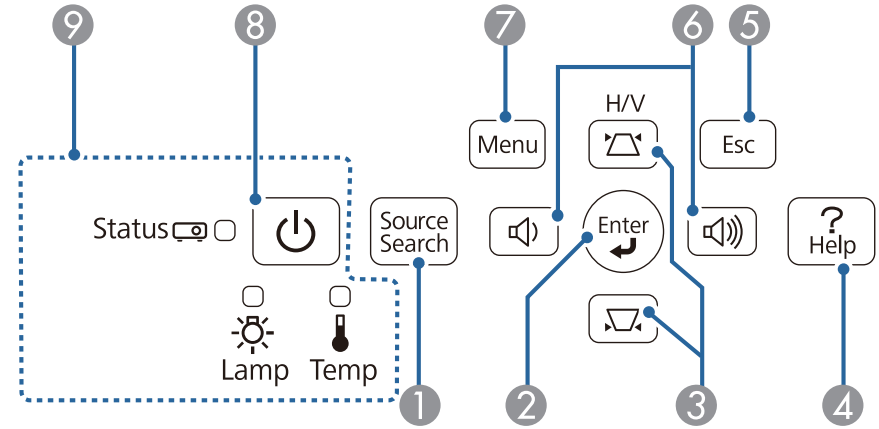 9
8
7
6
5
H/V
Menu
Esc
Status
Source
Search
Enter
?
Help
Lamp
Temp
1
2
3
4